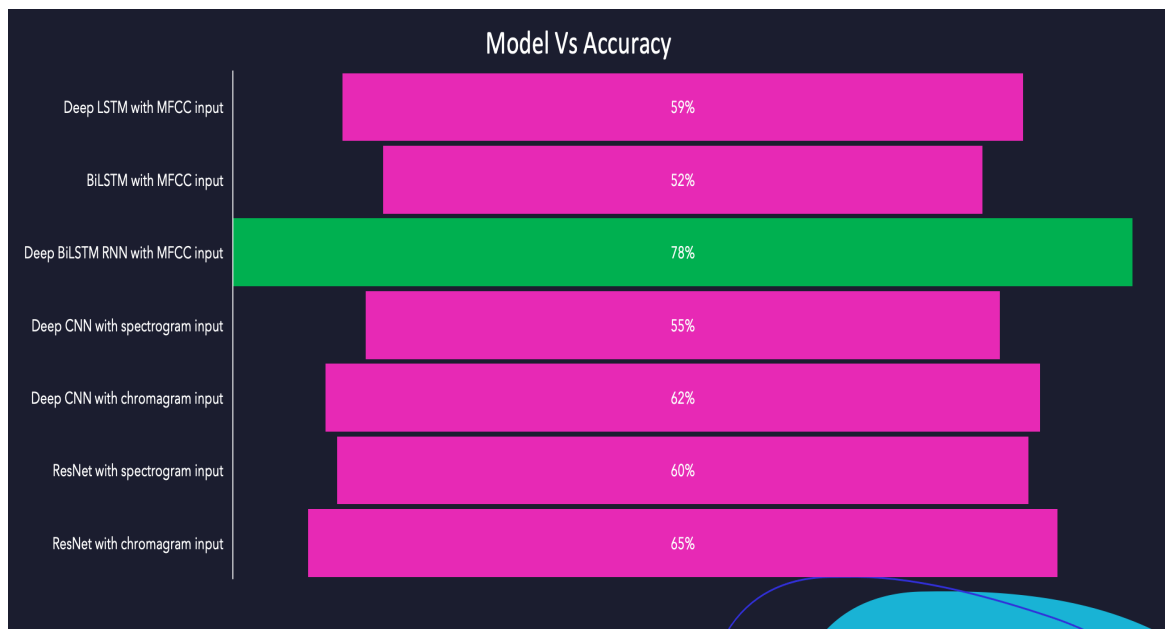 Model Vs Accuracy
Deep LSTM with MFCC input 59%
BiLSTM with MFCC input 52%
Deep BiLSTM RNN with MFCC input 78%
Deep CNN with spectrogram input 55%
Deep CNN with chromagram input 62%
ResNet with spectrogram input 60%
ResNet with chromagram input 65%